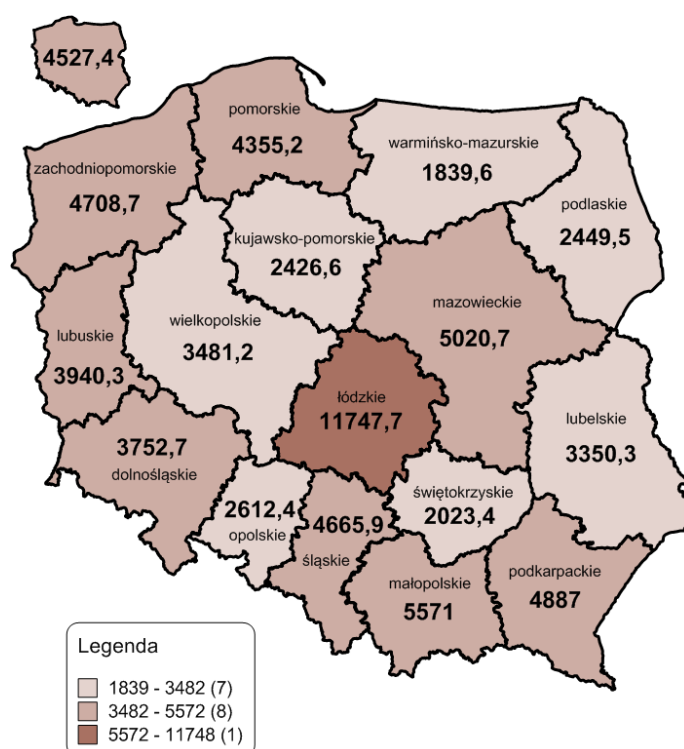 4527,4
pomorskie
4355,2
warmińsko-mazurskie
1839,6
zachodniopomorskie
4708,7
podlaskie
2449,5
kujawsko-pomorskie
2426,6
mazowieckie
5020,7
wielkopolskie
3481,2
lubuskie
3940,3
łódzkie
11747,7
lubelskie
3350,3
3752,7
dolnośląskie
2612,4
opolskie
4665,9
śląskie
świętokrzyskie
2023,4
małopolskie
5571
podkarpackie
4887
Legenda
1839 - 3482 (7)
3482 - 5572 (8)
5572 - 11748 (1)